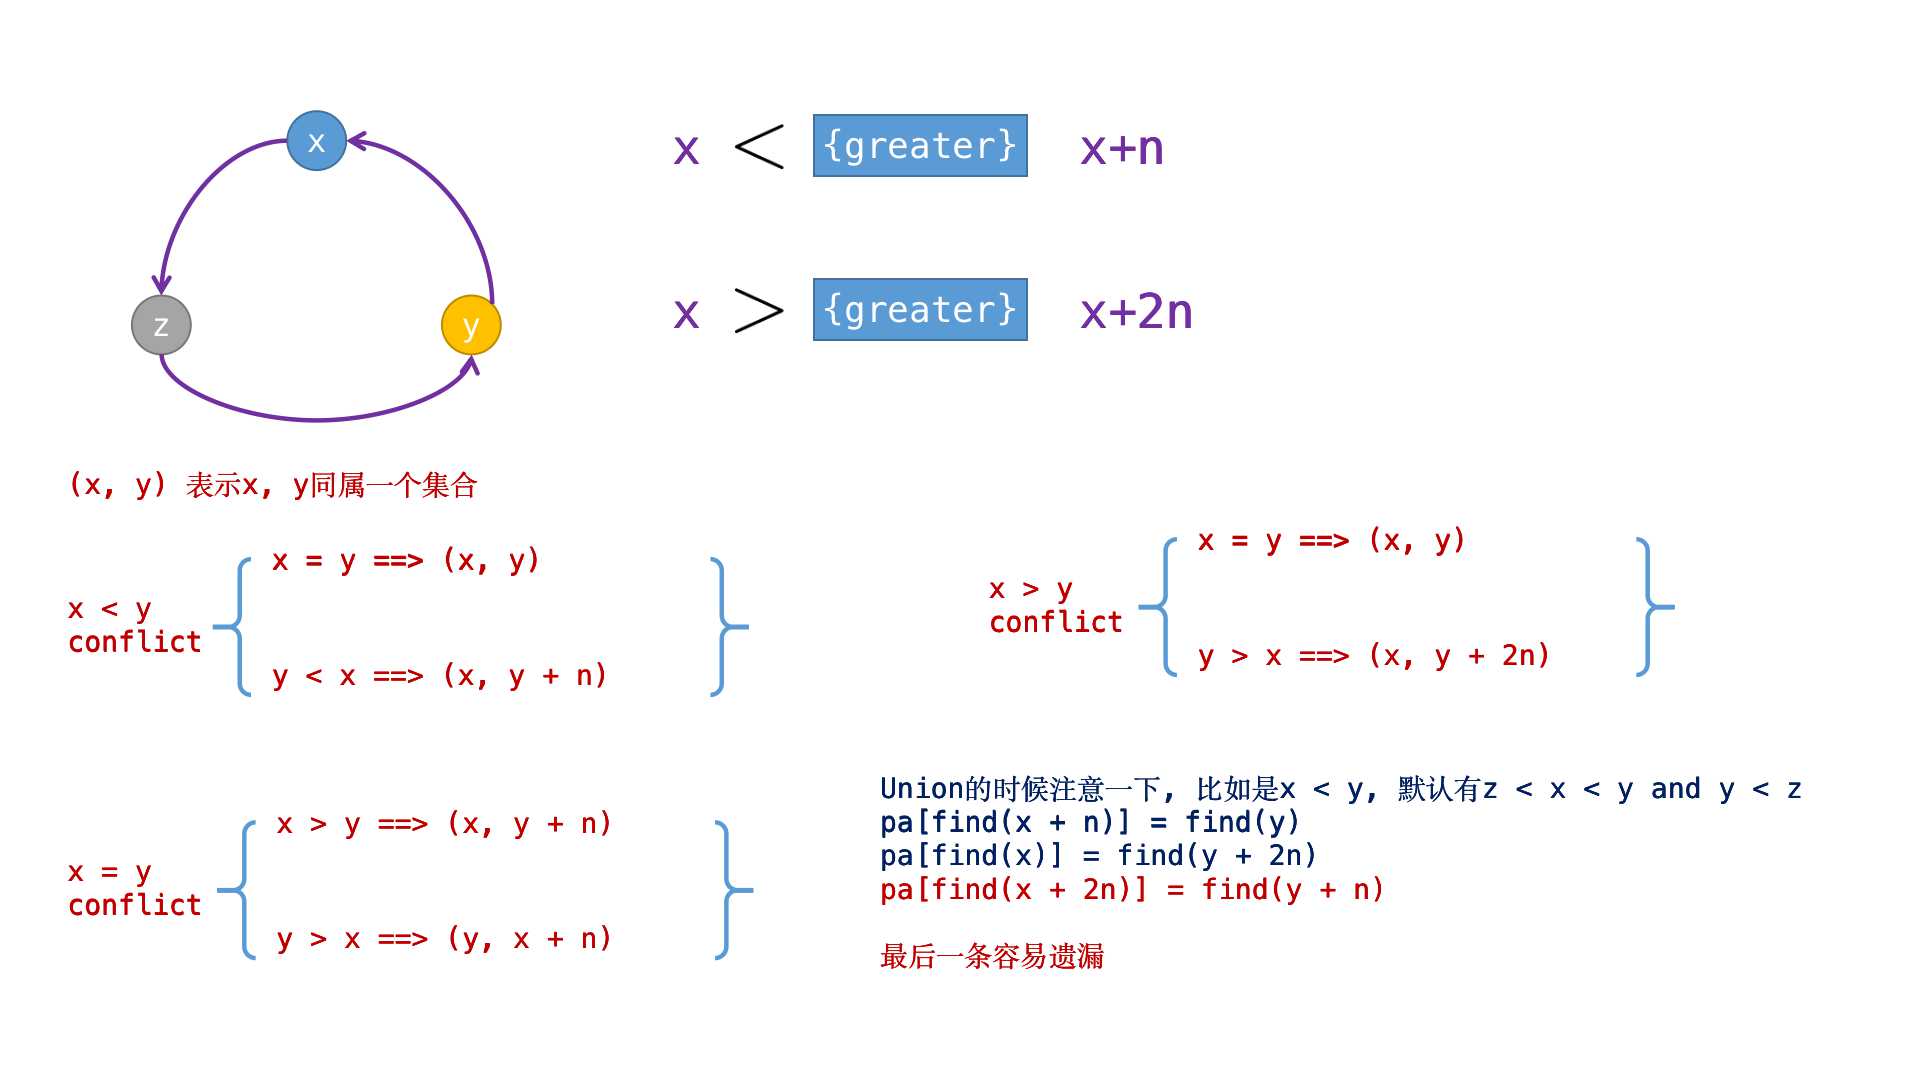 x
z
y
x < {greater} x+n
x > {greater} x+2n
(x, y) 表示x, y同属一个集合
x < y
conflict
x = y ==> (x, y)
y < x ==> (x, y + n)
x > y
conflict
x = y ==> (x, y)
y > x ==> (x, y + 2n)
x = y
conflict
x > y ==> (x, y + n)
y > x ==> (y, x + n)
Union的时候注意一下, 比如是x < y, 默认有z < x < y and y < z
pa[find(x + n)] = find(y)
pa[find(x)] = find(y + 2n)
pa[find(x + 2n)] = find(y + n)
最后一条容易遗漏